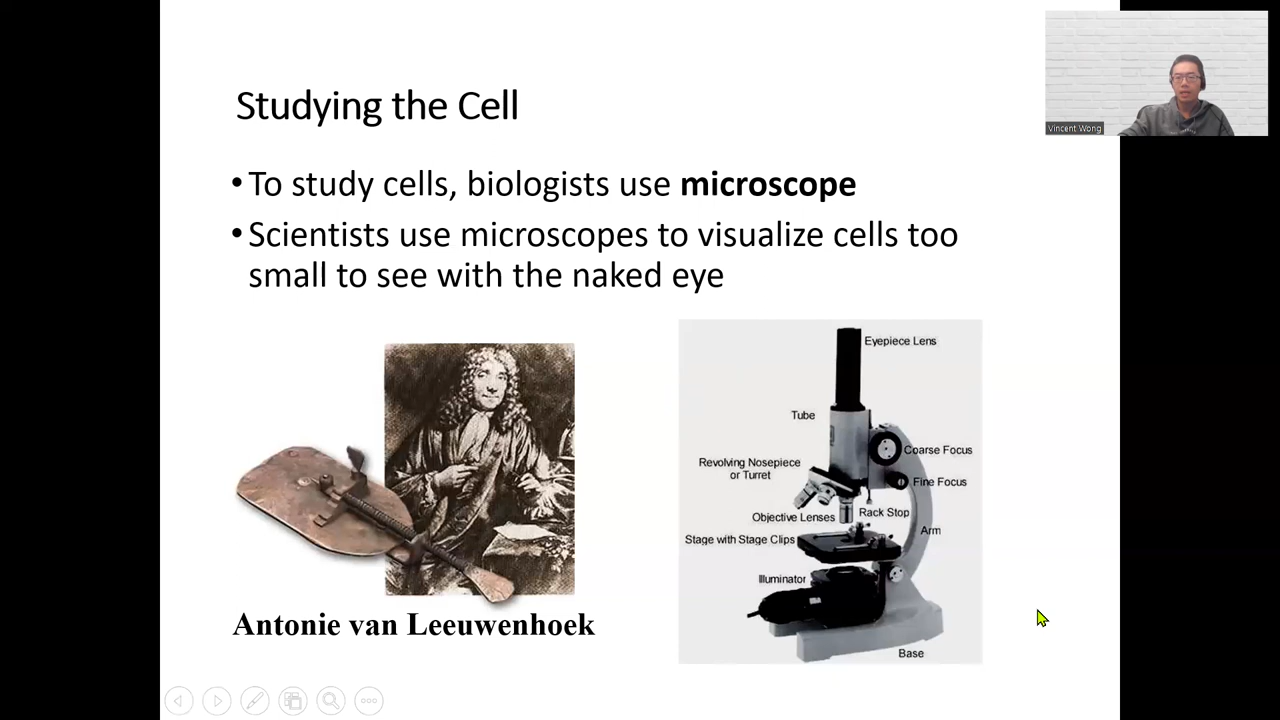 Studying the Cell
Vincent Wong
• To study cells, biologists use microscope
• Scientists use microscopes to visualize cells too
small to see with the naked eye
Eyepiece Lens
Tube
Coarse Focus
Revolving Nosepiece
or Turret
Fine Focus
Rack Stop
Objective Lenses
Arm
Stage with Stage Clips
Illuminator
Base
Antonie van Leeuwenhoek